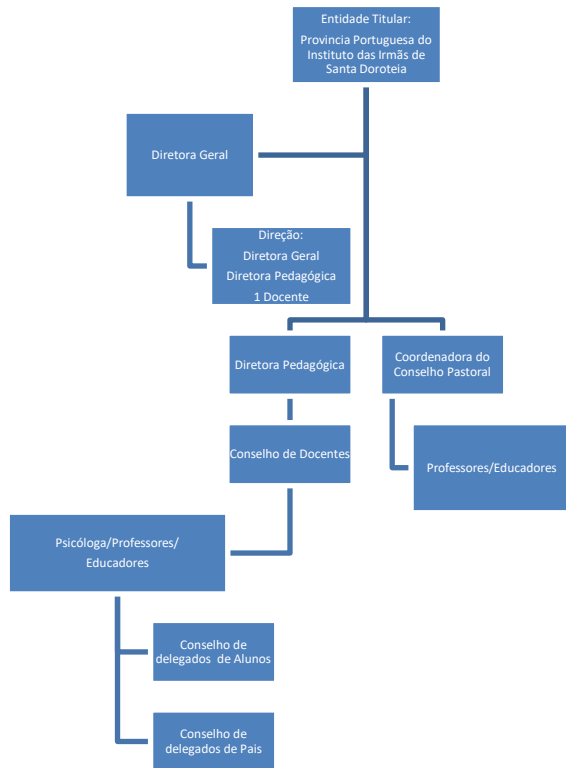 Entidade Titular:
Provincia Portuguesa do
Instituto das Irmãs de
Santa Doroteia
Diretora Geral
Direção:
Diretora Geral
Diretora Pedagógica
1 Docente
Diretora Pedagógica
Coordenadora do
Conselho Pastoral
Conselho de Docentes
Professores/Educadores
Psicóloga/Professores/
Educadores
Conselho de
delegados de Alunos
Conselho de
delegados de Pais